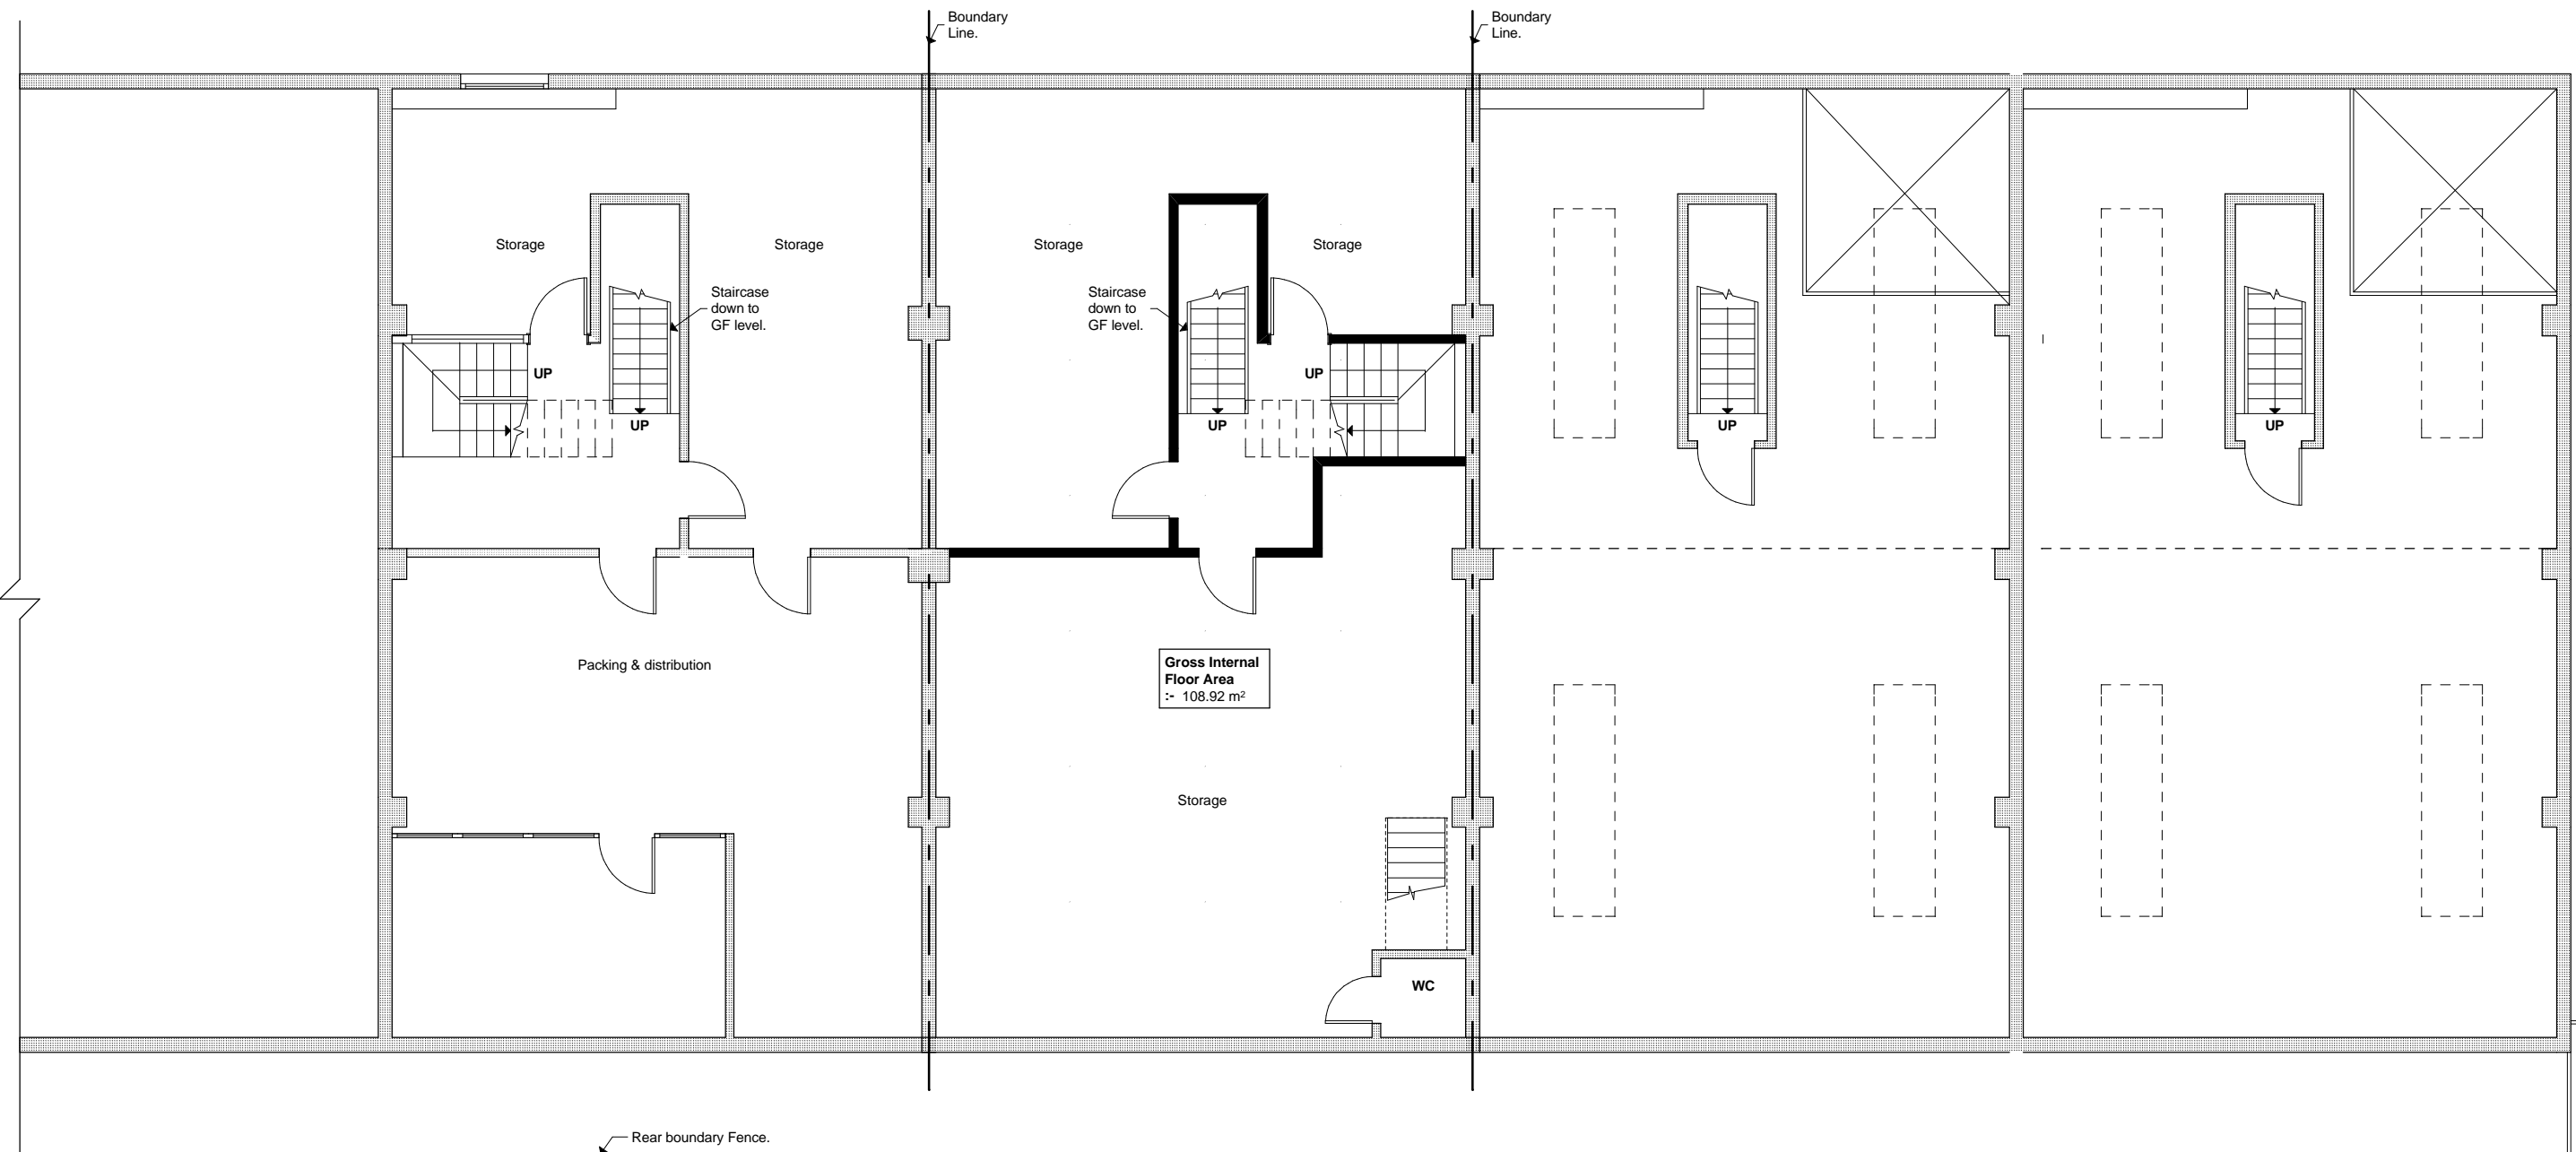 Boundary
Line.
Boundary
Line.
Storage
Storage
Storage
Storage
Staircase
down to
GF level.
Staircase
down to
GF level.
UP
UP
UP
UP
UP
UP
Packing & distribution
Gross Internal
Floor Area
:- 108.92 m²
Storage
WC
Rear boundary Fence.